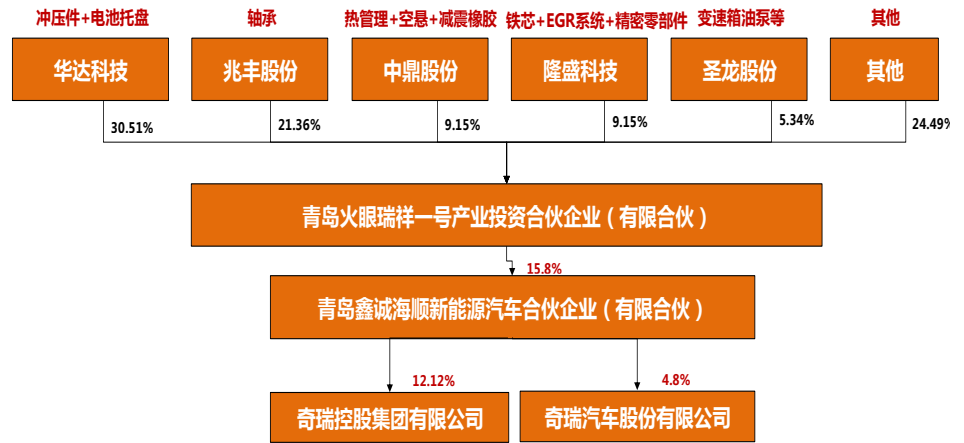 冲压件+电池托盘
轴承
热管理+空悬+减震橡胶
铁芯+EGR系统+精密零部件
变速箱油泵等
其他
华达科技
兆丰股份
中鼎股份
隆盛科技
圣龙股份
其他
30.51%
21.36%
9.15%
9.15%
5.34%
24.49%
青岛火眼瑞祥一号产业投资合伙企业（有限合伙）
15.8%
青岛鑫诚海顺新能源汽车合伙企业（有限合伙）
12.12%
4.8%
奇瑞控股集团有限公司
奇瑞汽车股份有限公司